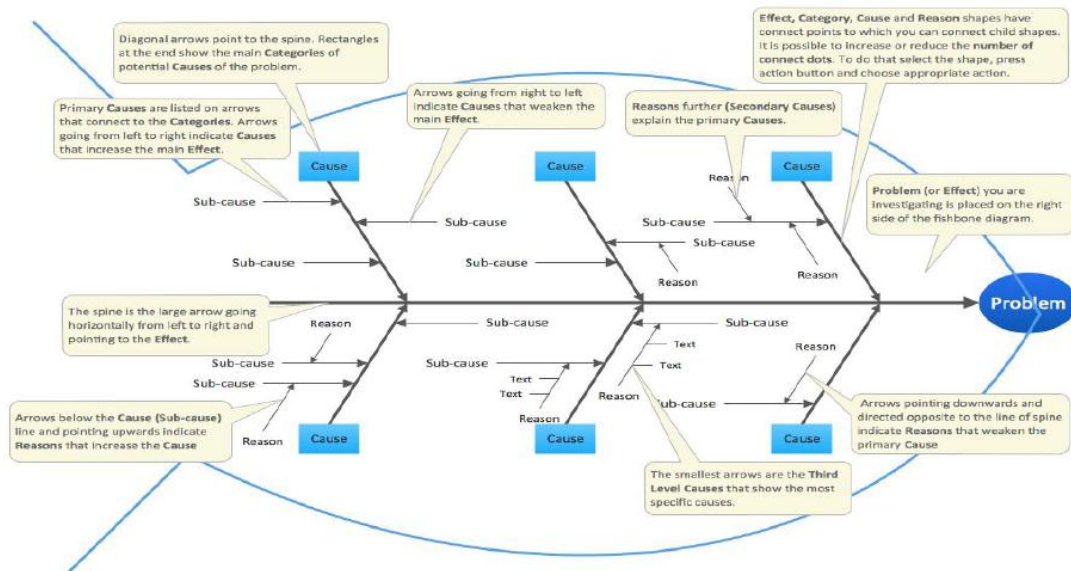 Diagonal arrows point to the spine. Rectangles
at the end show the main Categories of
potential Causes of the problem.
Effect, Category, Cause and Reason shapes have
connect points to which you can connect child shapes.
It is possible to increase or reduce the number of
connect dots. To do that select the shape, press
action button and choose appropriate action.
Primary Causes are listed on arrows
that connect to the Categories. Arrows
going from left to right indicate Causes
that increase the main Effect.
Arrows going from right to left
indicate Causes that weaken the
main Effect.
Reasons further (Secondary Causes)
explain the primary Causes.
Cause
Cause
Cause
Reason
Problem (or Effect) you are
investigating is placed on the right
side of the fishbone diagram.
Sub-cause
Sub-cause
Sub-cause
Sub-cause
Sub-cause
Sub-cause
Reason
Reason
Problem
The spine is the large arrow going
horizontally from left to right and
pointing to the Effect.
Reason
Sub-cause
Sub-cause
Sub-cause
Sub-cause
Sub-cause
Text
Text
Text
Text
Reason
Reason
Reason
Reason
Sub-cause
Arrows below the Cause (Sub-cause)
line and pointing upwards indicate
Reasons that increase the Cause
Arrows pointing downwards and
directed opposite to the line of spine
indicate Reasons that weaken the
primary Cause
Cause
Cause
Cause
The smallest arrows are the Third
Level Causes that show the most
specific causes.